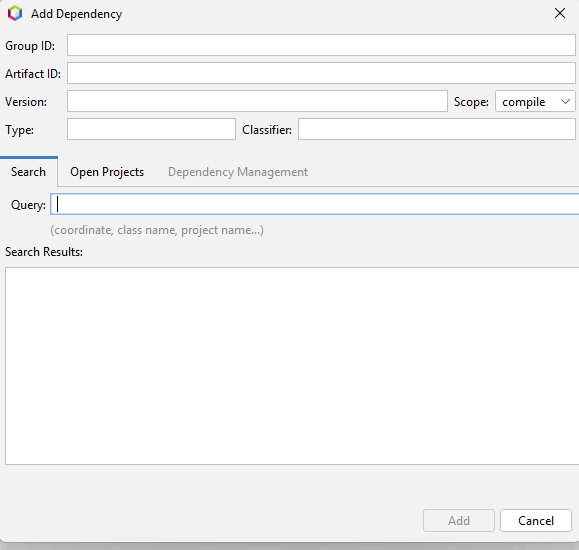 Add Dependency
Group ID:
Artifact ID:
Version:
Scope: compile
Type:
Classifier:
Search Open Projects Dependency Management
Query:
(coordinate, class name, project name...)
Search Results:
Add Cancel